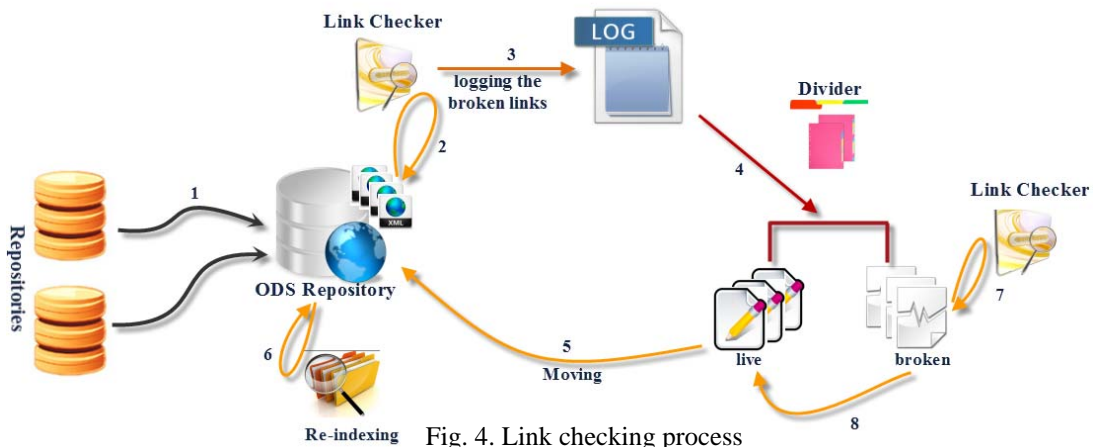 Link Checker
LOG
3
logging the
broken links
Divider
2
4
1
Link Checker
XML
Repositories
ODS Repository
7
6
5
Moving
live
broken
8
Re-indexing
Fig. 4. Link checking process